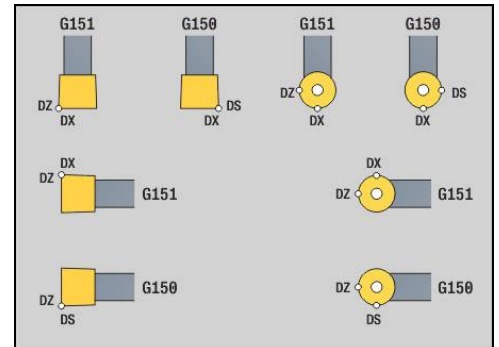 G151 G150 G151 G150
DZ DX DX DS DZ DX DX DS
DX DX
DZ G151 DZ G151
DZ G150 DZ G150
DS DS